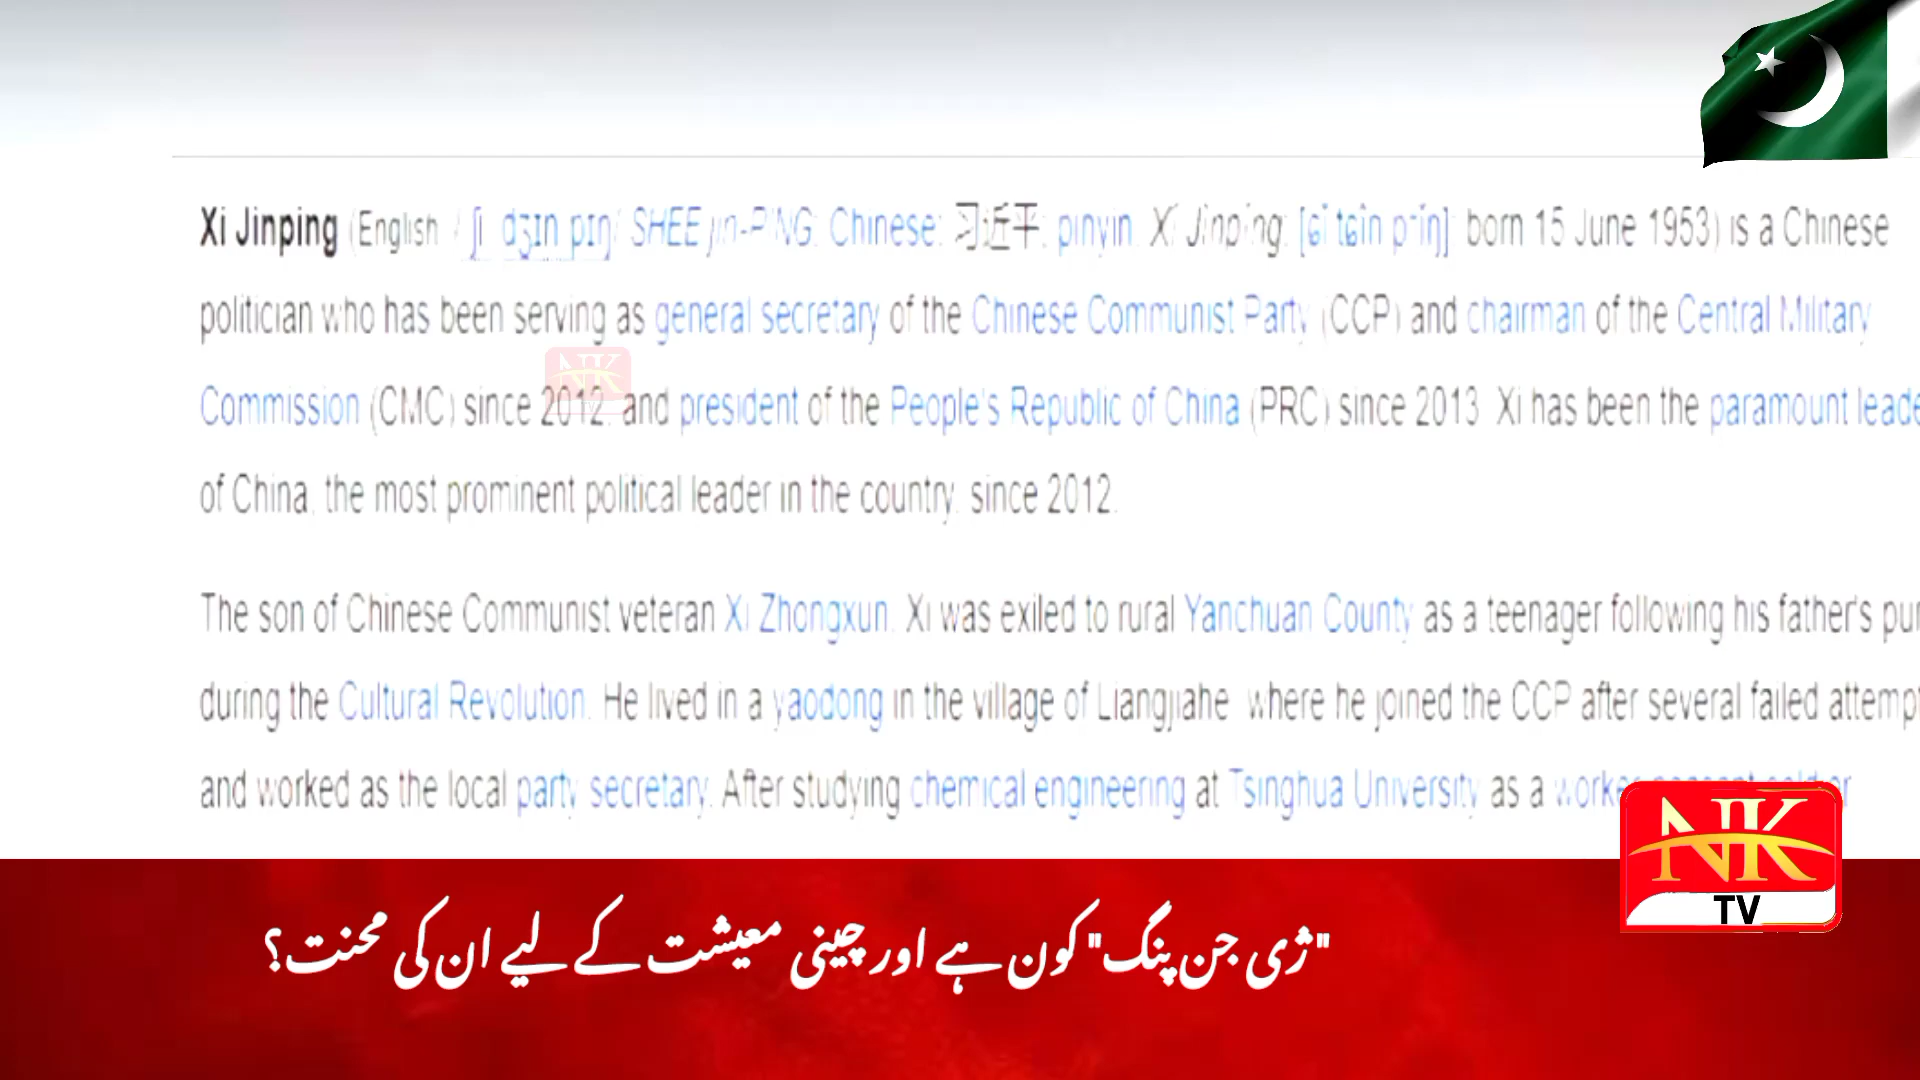 Xi Jinping (English: /ˈʃiː dʒɪnˈpɪŋ/ SHEE jin-PING; Chinese: 习近平; pinyin: Xí Jìnpíng; born 15 June 1953) is a Chinese
politician who has been serving as general secretary of the Chinese Communist Party (CCP) and chairman of the Central Military
Commission (CMC) since 2012, and president of the People's Republic of China (PRC) since 2013. Xi has been the paramount leade
of China, the most prominent political leader in the country, since 2012.
The son of Chinese Communist veteran Xi Zhongxun, Xi was exiled to rural Yanchuan County as a teenager following his father's pur
during the Cultural Revolution. He lived in a yaodong in the village of Liangjiahe, where he joined the CCP after several failed attemp
and worked as the local party secretary. After studying chemical engineering at Tsinghua University as a
NK
TV
"ژی جن پنگ" کون ہے اور چینی معیشت کے لیے ان کی محنت؟